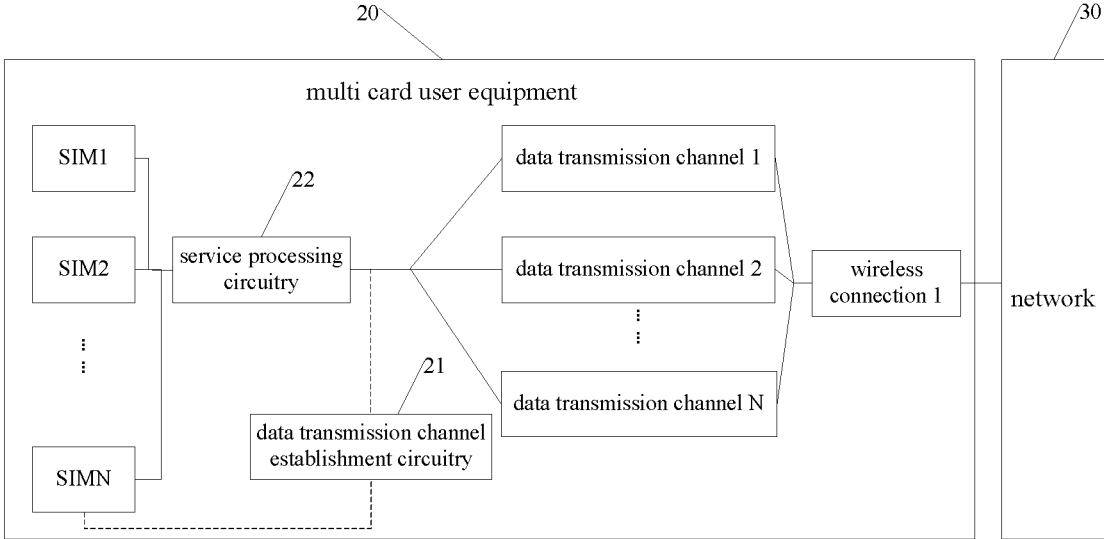 20
30
multi card user equipment
SIM1
data transmission channel 1
22
SIM2
service processing
circuitry
data transmission channel 2
wireless
connection 1
network
21
data transmission channel N
data transmission channel
establishment circuitry
SIMN